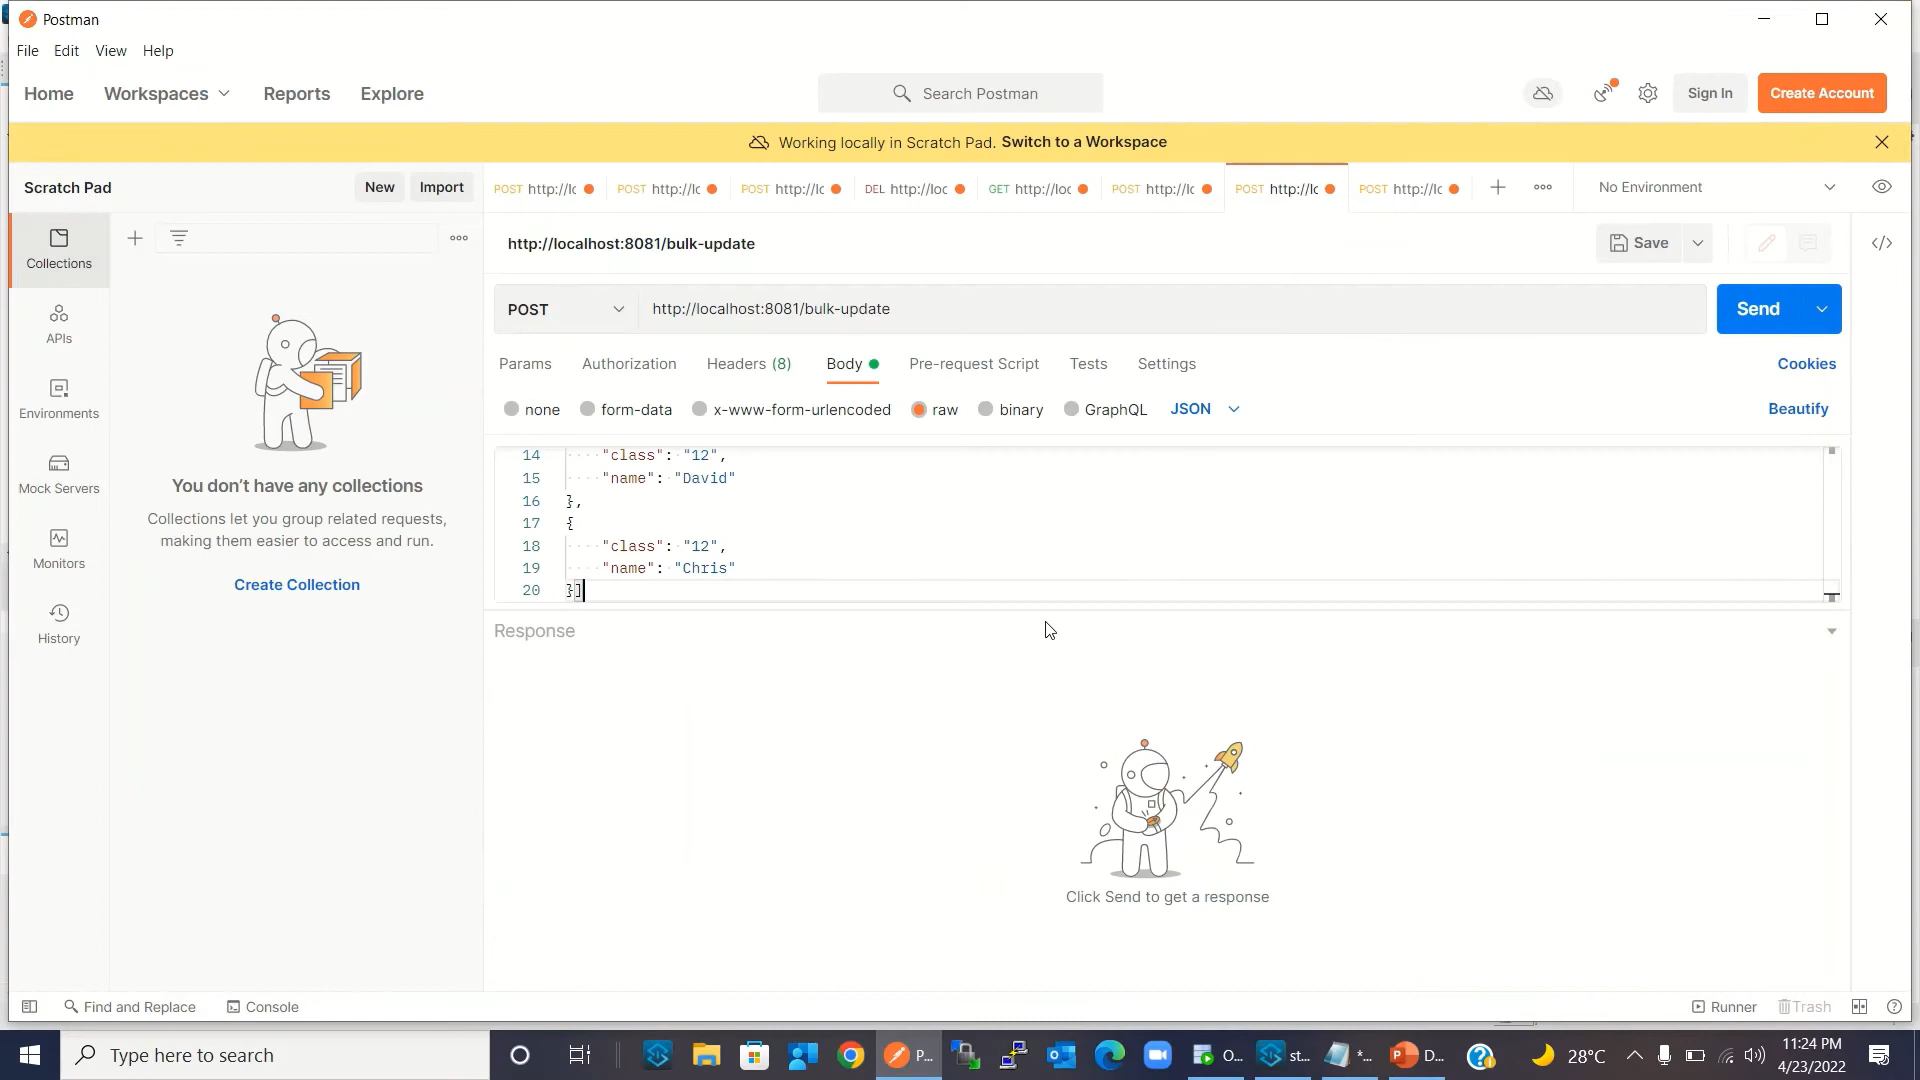 Postman
File Edit View Help
Home Workspaces Reports Explore Search Postman Sign In Create Account
Working locally in Scratch Pad. Switch to a Workspace
Scratch Pad New Import
POST http://lc POST http://lc POST http://lc DEL http://loc GET http://loc POST http://lc POST http://lc POST http://lc No Environment
Collections
APIs
Environments
Mock Servers
Monitors
History
You don't have any collections
Collections let you group related requests,
making them easier to access and run.
Create Collection
http://localhost:8081/bulk-update Save
POST http://localhost:8081/bulk-update Send
Params Authorization Headers (8) Body Pre-request Script Tests Settings Cookies
none form-data x-www-form-urlencoded raw binary GraphQL JSON Beautify
14 "class": "12",
15 "name": "David"
16 },
17 {
18 "class": "12",
19 "name": "Chris"
20 }]
Response
Click Send to get a response
Find and Replace Console Runner Trash
Type here to search P... O... st... *... D... 28°C 11:24 PM
4/23/2022